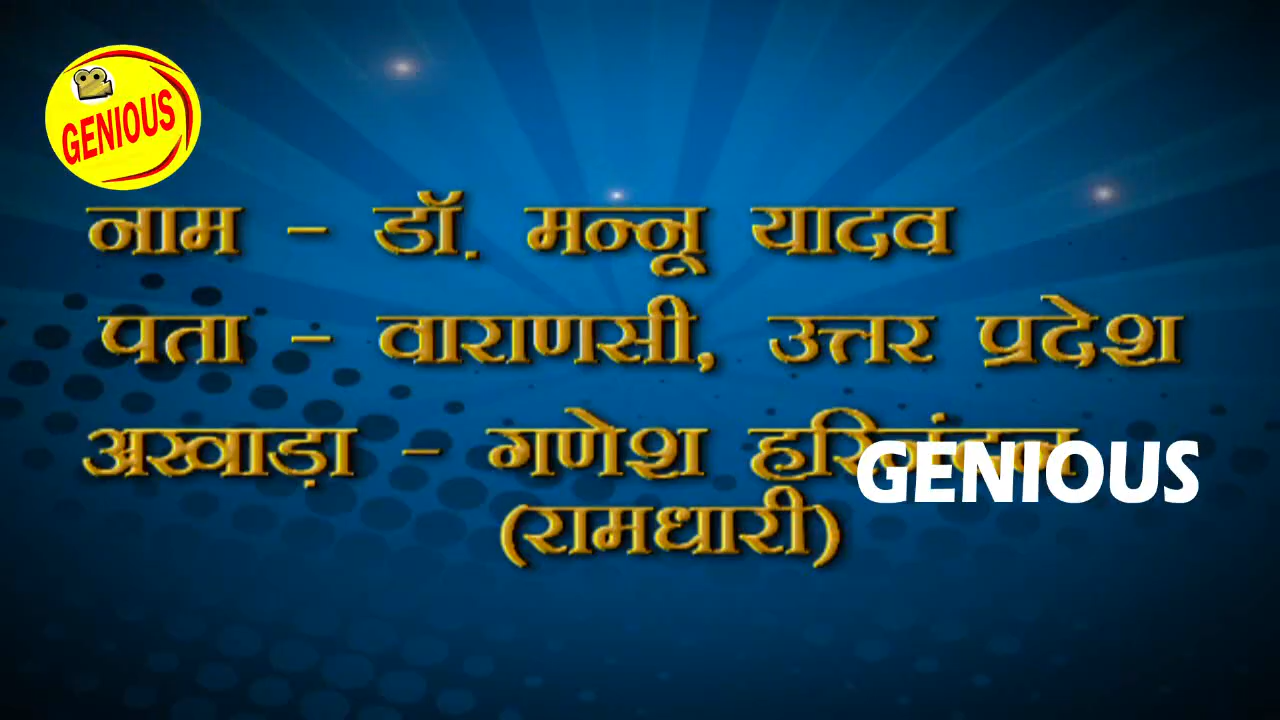 GENIOUS
नाम - डॉ. मन्नू यादव
पता - वाराणसी, उत्तर प्रदेश
अखाड़ा - गणेश
GENIOUS
(रामधारी)